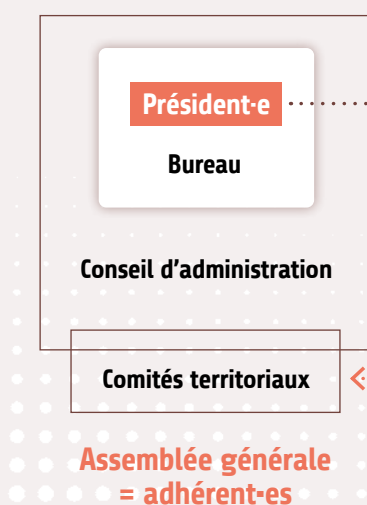 Président·e
Bureau
Conseil d'administration
Comités territoriaux
Assemblée générale
= adhérent·es